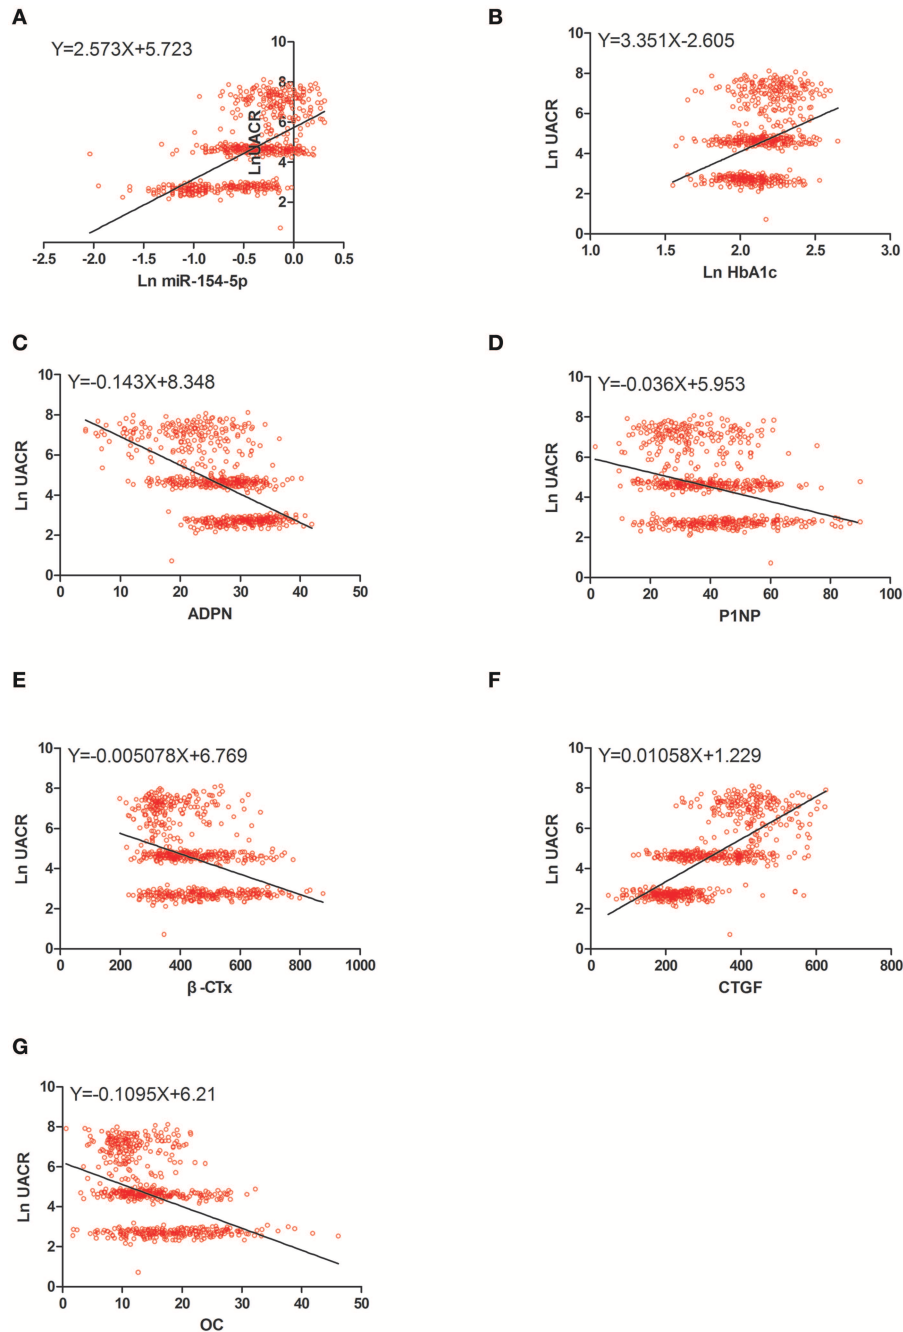 A
Y=2.573X+5.723
10
8
6
4
2
LnUACR
-2.5 -2.0 -1.5 -1.0 -0.5 0.0 0.5
Ln miR-154-5p
B
Y=3.351X-2.605
10
8
6
4
2
0
Ln UACR
1.0 1.5 2.0 2.5 3.0
Ln HbA1c
C
Y=-0.143X+8.348
10
8
6
4
2
0
Ln UACR
0 10 20 30 40 50
ADPN
D
Y=-0.036X+5.953
10
8
6
4
2
0
Ln UACR
0 20 40 60 80 100
P1NP
E
Y=-0.005078X+6.769
10
8
6
4
2
0
Ln UACR
0 200 400 600 800 1000
β -CTx
F
Y=0.01058X+1.229
10
8
6
4
2
0
Ln UACR
0 200 400 600 800
CTGF
G
Y=-0.1095X+6.21
10
8
6
4
2
0
Ln UACR
0 10 20 30 40 50
OC